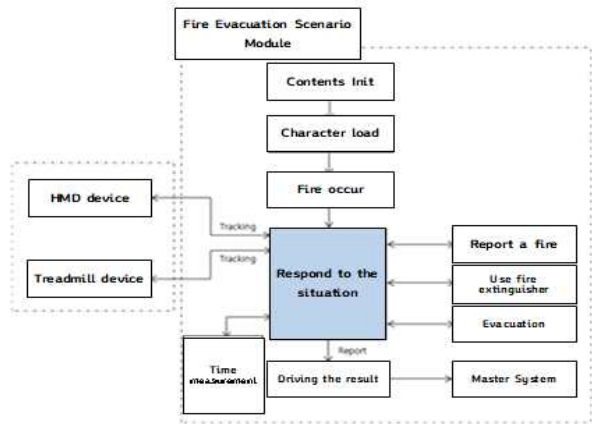 Fire Evacuation Scenario
Module
Contents Init
Character load
Fire occur
HMD device
Tracking
Tracking
Treadmill device
Respond to the
situation
Report a fire
Use fire
extinguisher
Evacuation
Time
measurement
Report
Driving the result
Master System